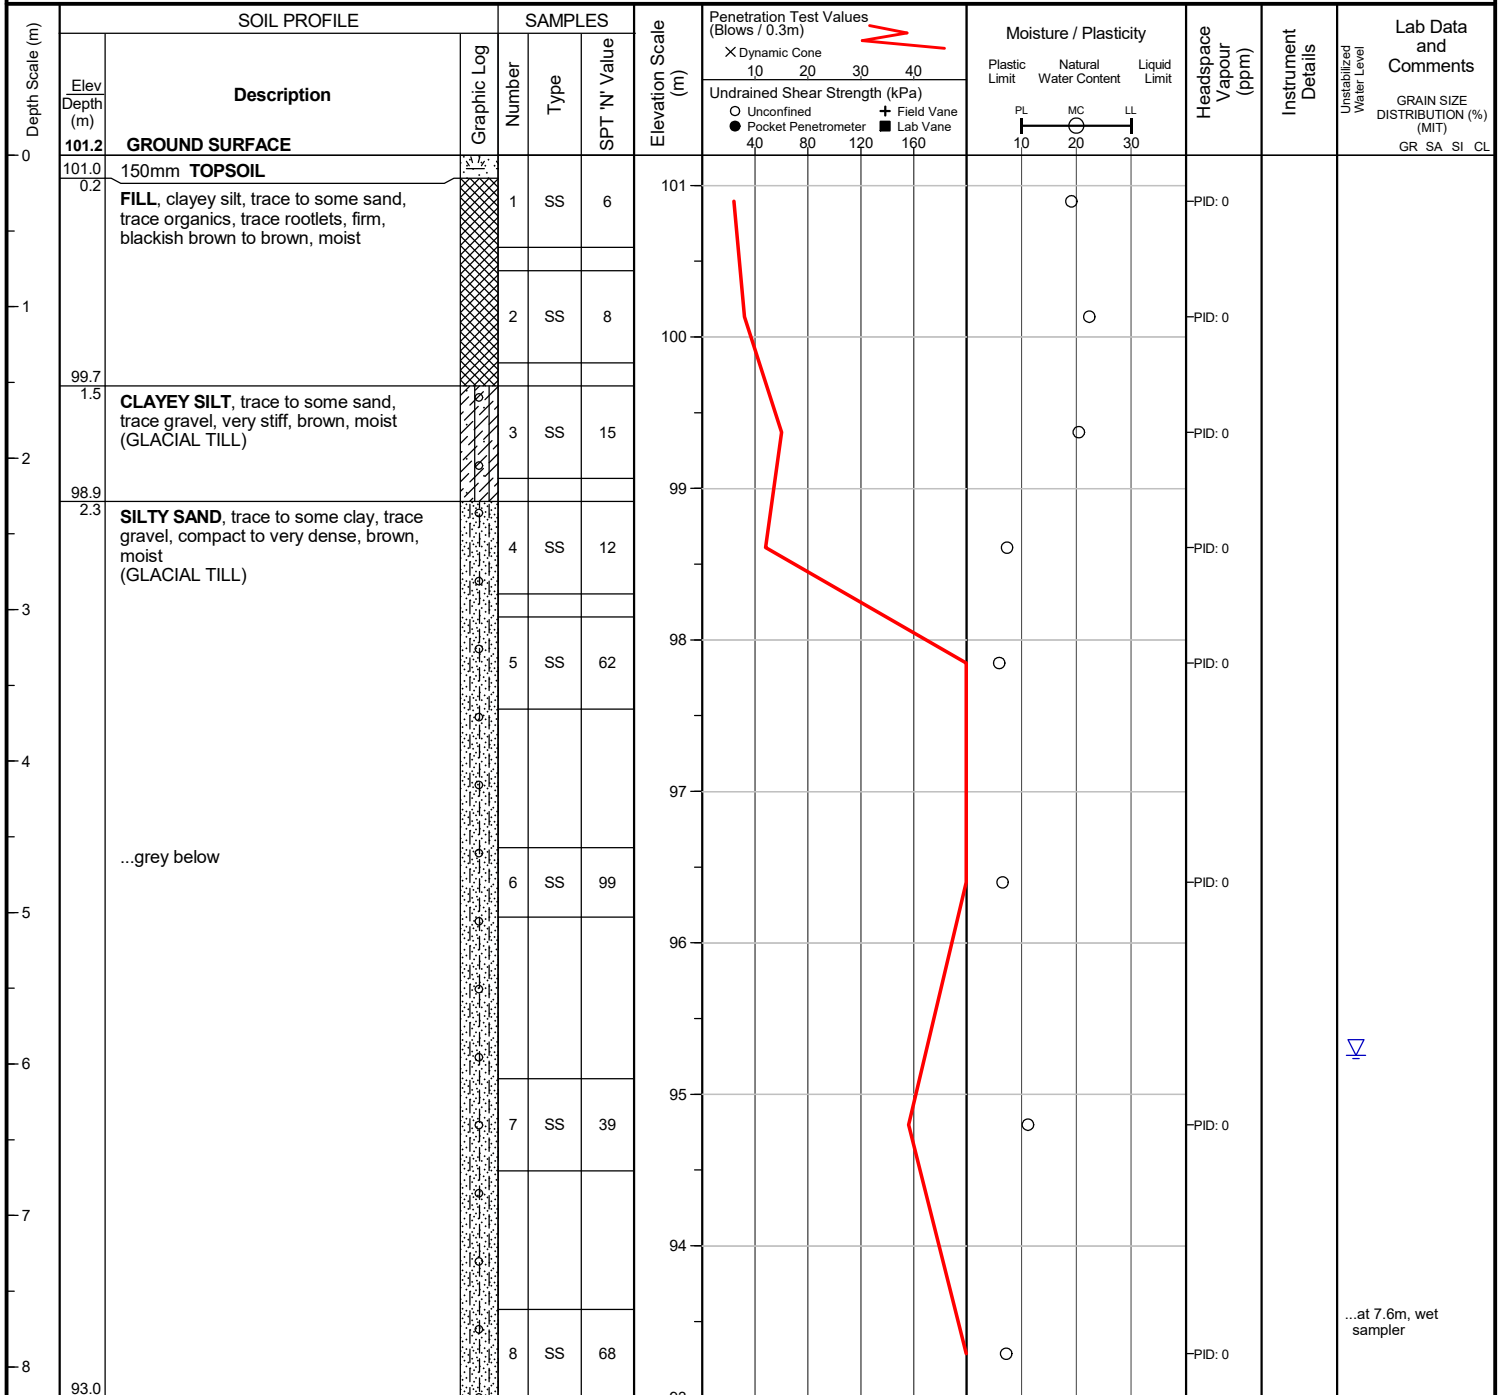 SOIL PROFILE
SAMPLES
Depth Scale (m)
Elev
Depth
(m)
Description
Graphic Log
Number
Type
SPT 'N' Value
Elevation Scale
(m)
Penetration Test Values
(Blows / 0.3m)
X Dynamic Cone
10 20 30 40
Undrained Shear Strength (kPa)
Unconfined
Field Vane
Pocket Penetrometer
Lab Vane
40 80 120 160
Moisture / Plasticity
Plastic Natural Liquid
Limit Water Content Limit
PL MC LL
10 20 30
Headspace
Vapour
(ppm)
Instrument
Details
Unstabilized
Water Level
Lab Data
and
Comments
GRAIN SIZE
DISTRIBUTION (%)
(MIT)
GR SA SI CL
101.2 GROUND SURFACE
0
101.0 150mm TOPSOIL
0.2
101
FILL, clayey silt, trace to some sand,
trace organics, trace rootlets, firm,
blackish brown to brown, moist
1 SS 6
PID: 0
1
2 SS 8
PID: 0
100
99.7
1.5
CLAYEY SILT, trace to some sand,
trace gravel, very stiff, brown, moist
(GLACIAL TILL)
3 SS 15
PID: 0
2
99
98.9
2.3
SILTY SAND, trace to some clay, trace
gravel, compact to very dense, brown,
moist
(GLACIAL TILL)
4 SS 12
PID: 0
3
98
5 SS 62
PID: 0
4
97
...grey below
6 SS 99
PID: 0
5
96
6
95
7 SS 39
PID: 0
7
94
...at 7.6m, wet
sampler
8 SS 68
PID: 0
8
93.0